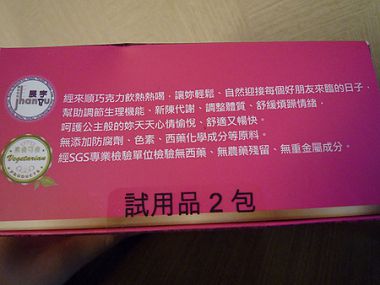 展宇
jhanyu
經來順巧克力飲熱熱喝﹐讓妳輕鬆、自然迎接每個好朋友來臨的日子﹐
幫助調節生理機能、新陳代謝、調整體質、舒緩煩躁情緒﹐
呵護公主般的妳天天心情愉悅、舒適又暢快。
素食可食
Vegetarian
無添加防腐劑、色素、西藥化學成分等原料。
經SGS專業檢驗單位檢驗無西藥、無農藥殘留、無重金屬成分。
試用品2包